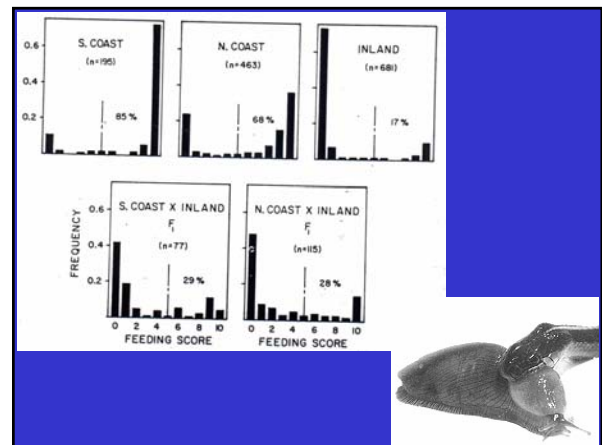 S. COAST
(n=195)
85 %
N. COAST
(n=463)
68 %
INLAND
(n=681)
17 %
0.6
0.4
0.2
S. COAST X INLAND
F1
(n=77)
29 %
N. COAST X INLAND
F1
(n=115)
28 %
0.6
0.4
0.2
FREQUENCY
0 2 4 6 8 10
FEEDING SCORE
0 2 4 6 8 10
FEEDING SCORE